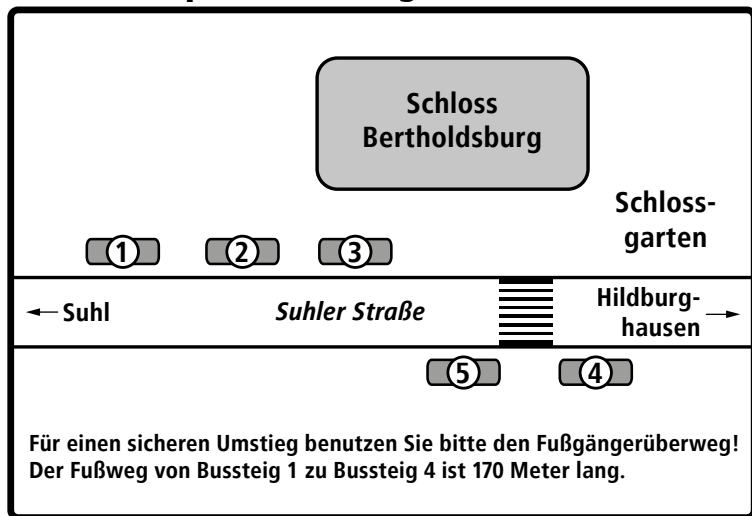 Schloss
Bertholdsburg
Schloss-
garten
1 2 3
← Suhl Suhler Straße Hildburg-
hausen →
5 4
Für einen sicheren Umstieg benutzen Sie bitte den Fußgängerüberweg!
Der Fußweg von Bussteig 1 zu Bussteig 4 ist 170 Meter lang.